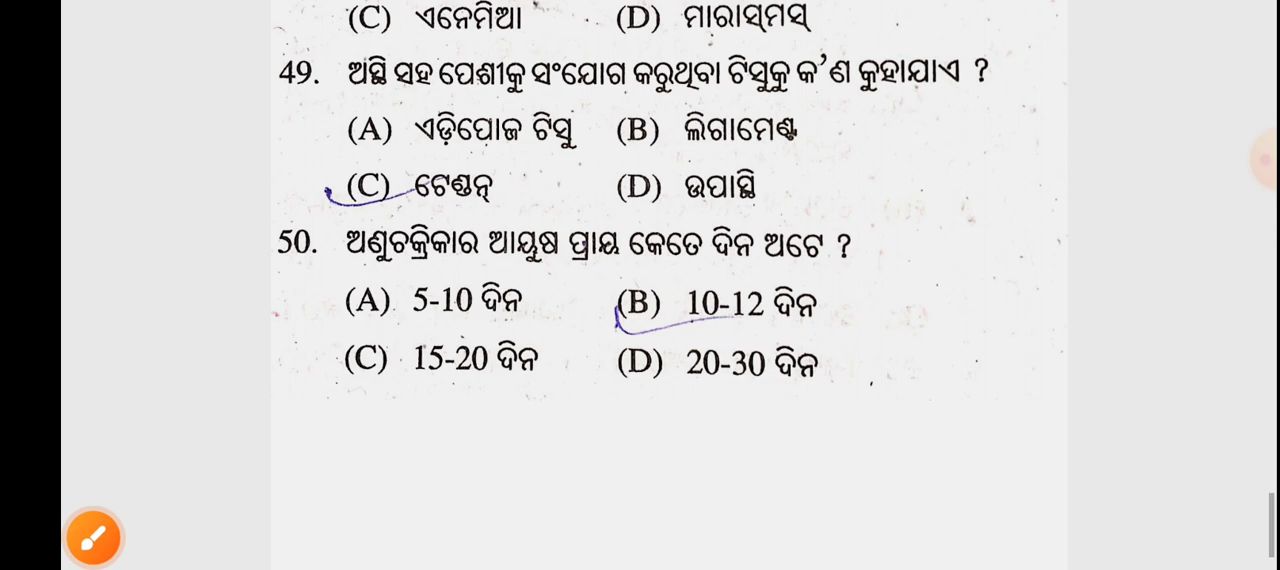 (C) ଏନେମିଆ (D) ମାରାସ୍ମସ୍
49. ଅସ୍ଥି ସହ ପେଶୀକୁ ସଂଯୋଗ କରୁଥିବା ଟିସୁକୁ କ'ଣ କୁହାଯାଏ ?
(A) ଏଡ଼ିପୋଜ ଟିସୁ (B) ଲିଗାମେଣ୍ଟ
(C) ଟେଣ୍ଡନ୍ (D) ଉପାସ୍ଥି
50. ଅଣୁଚକ୍ରିକାର ଆୟୁଷ ପ୍ରାୟ କେତେ ଦିନ ଅଟେ ?
(A) 5-10 ଦିନ (B) 10-12 ଦିନ
(C) 15-20 ଦିନ (D) 20-30 ଦିନ